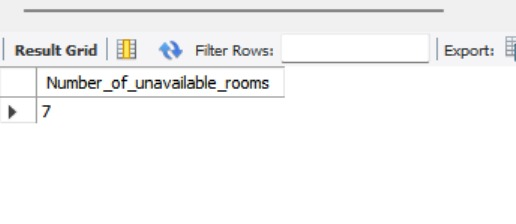 Result Grid Filter Rows: Export:
Number_of_unavailable_rooms
7